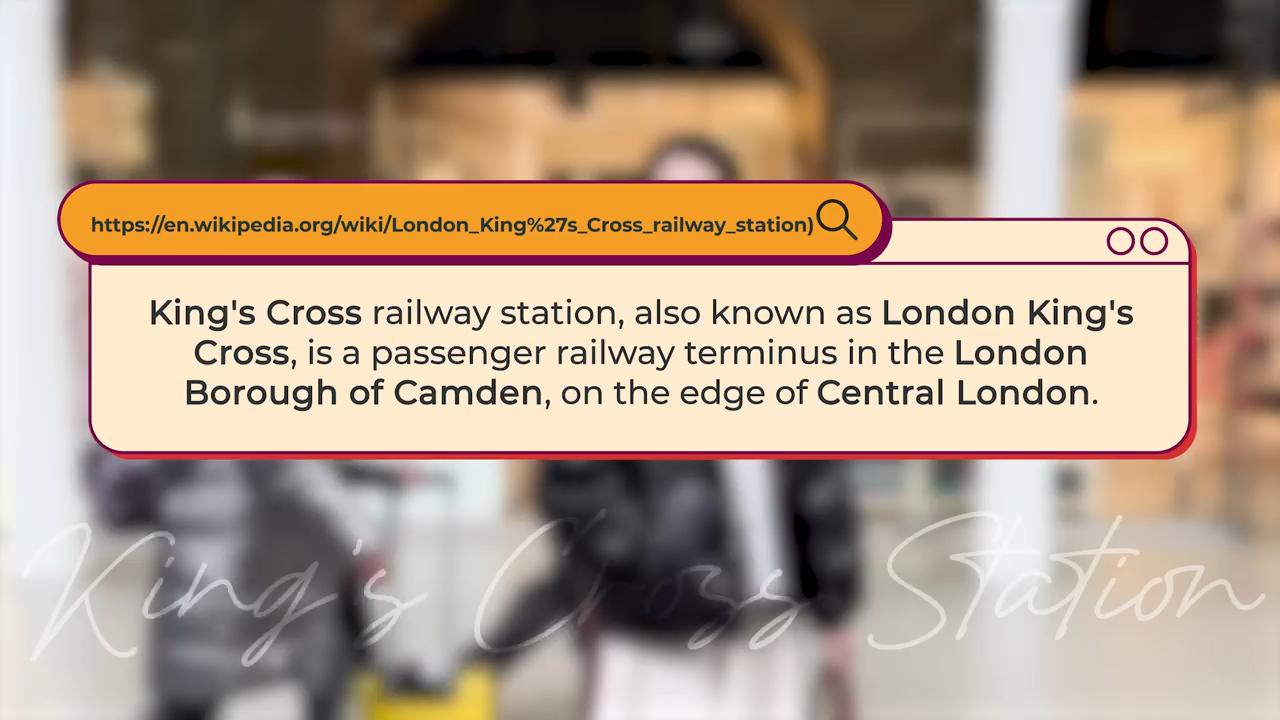 https://en.wikipedia.org/wiki/London_King%27s_Cross_railway_station)
King's Cross railway station, also known as London King's
Cross, is a passenger railway terminus in the London
Borough of Camden, on the edge of Central London.
King's Cross Station